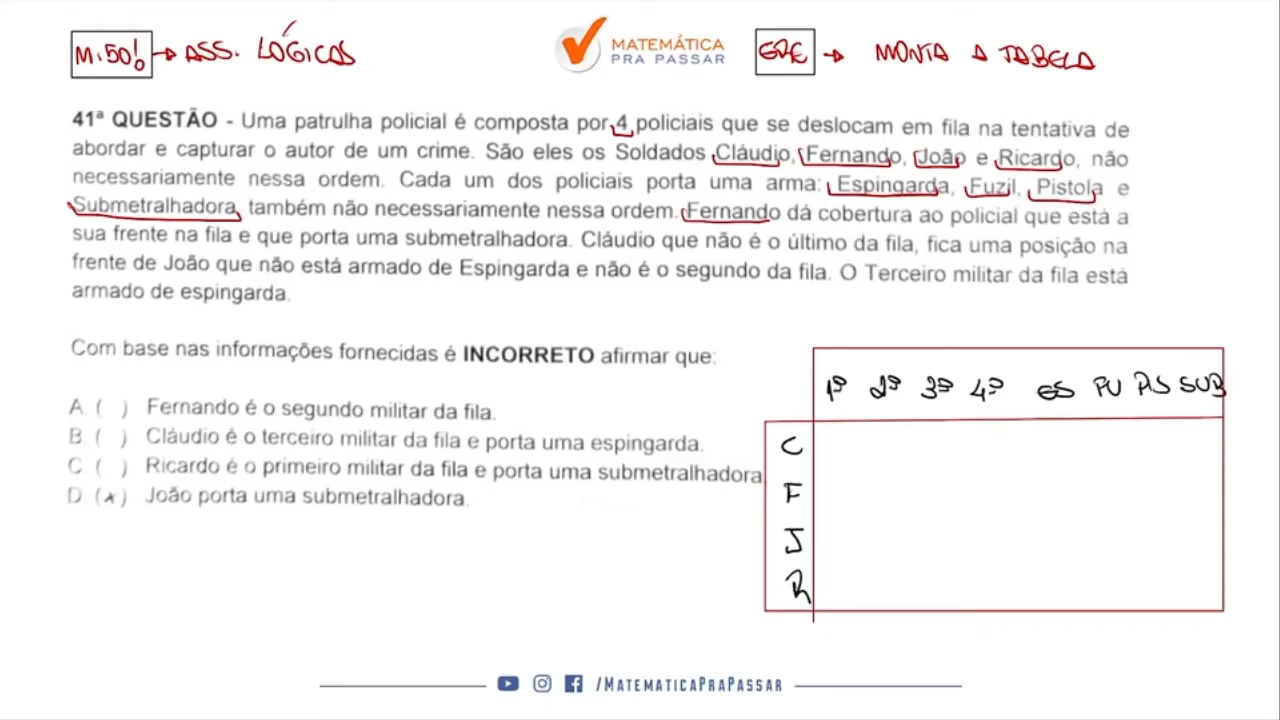 M.50! → ASS. LÓGICAS
MATEMÁTICA
PRA PASSAR
→ MONTA A TABELA
41ª QUESTÃO - Uma patrulha policial é composta por 4 policiais que se deslocam em fila na tentativa de
abordar e capturar o autor de um crime. São eles os Soldados Cláudio, Fernando, João e Ricardo, não
necessariamente nessa ordem. Cada um dos policiais porta uma arma: Espingarda, Fuzil, Pistola e
Submetralhadora, também não necessariamente nessa ordem. Fernando dá cobertura ao policial que está a
sua frente na fila e que porta uma submetralhadora. Cláudio que não é o último da fila, fica uma posição na
frente de João que não está armado de Espingarda e não é o segundo da fila. O Terceiro militar da fila está
armado de espingarda.
Com base nas informações fornecidas é INCORRETO afirmar que:
A. ( ) Fernando é o segundo militar da fila.
B. ( ) Cláudio é o terceiro militar da fila e porta uma espingarda.
C. ( ) Ricardo é o primeiro militar da fila e porta uma submetralhadora
D. (x) João porta uma submetralhadora.
1º 2º 3º 4º ES FU PIS SUB
C
F
J
R
/MATEMATICAPRAPASSAR